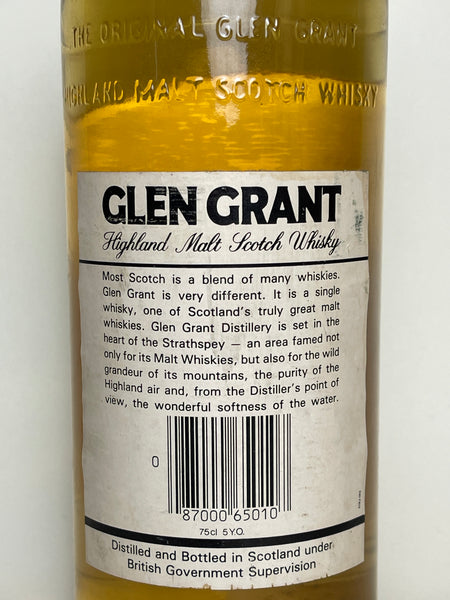 THE ORIGINAL GLEN GRANT
HIGHLAND MALT SCOTCH WHISKY
GLEN GRANT
Highland Malt Scotch Whisky
Most Scotch is a blend of many whiskies.
Glen Grant is very different. It is a single
whisky, one of Scotland's truly great malt
whiskies. Glen Grant Distillery is set in the
heart of the Strathspey — an area famed not
only for its Malt Whiskies, but also for the wild
grandeur of its mountains, the purity of the
Highland air and, from the Distiller's point of
view, the wonderful softness of the water.
0
87000 65010
75cl 5Y.O.
Distilled and Bottled in Scotland under
British Government Supervision